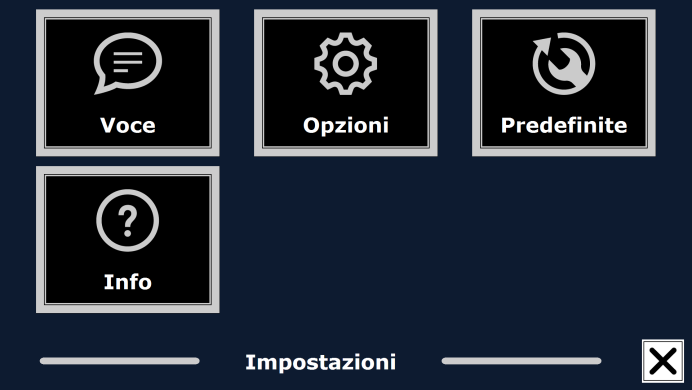 Voce
Opzioni
Predefinite
Info
Impostazioni